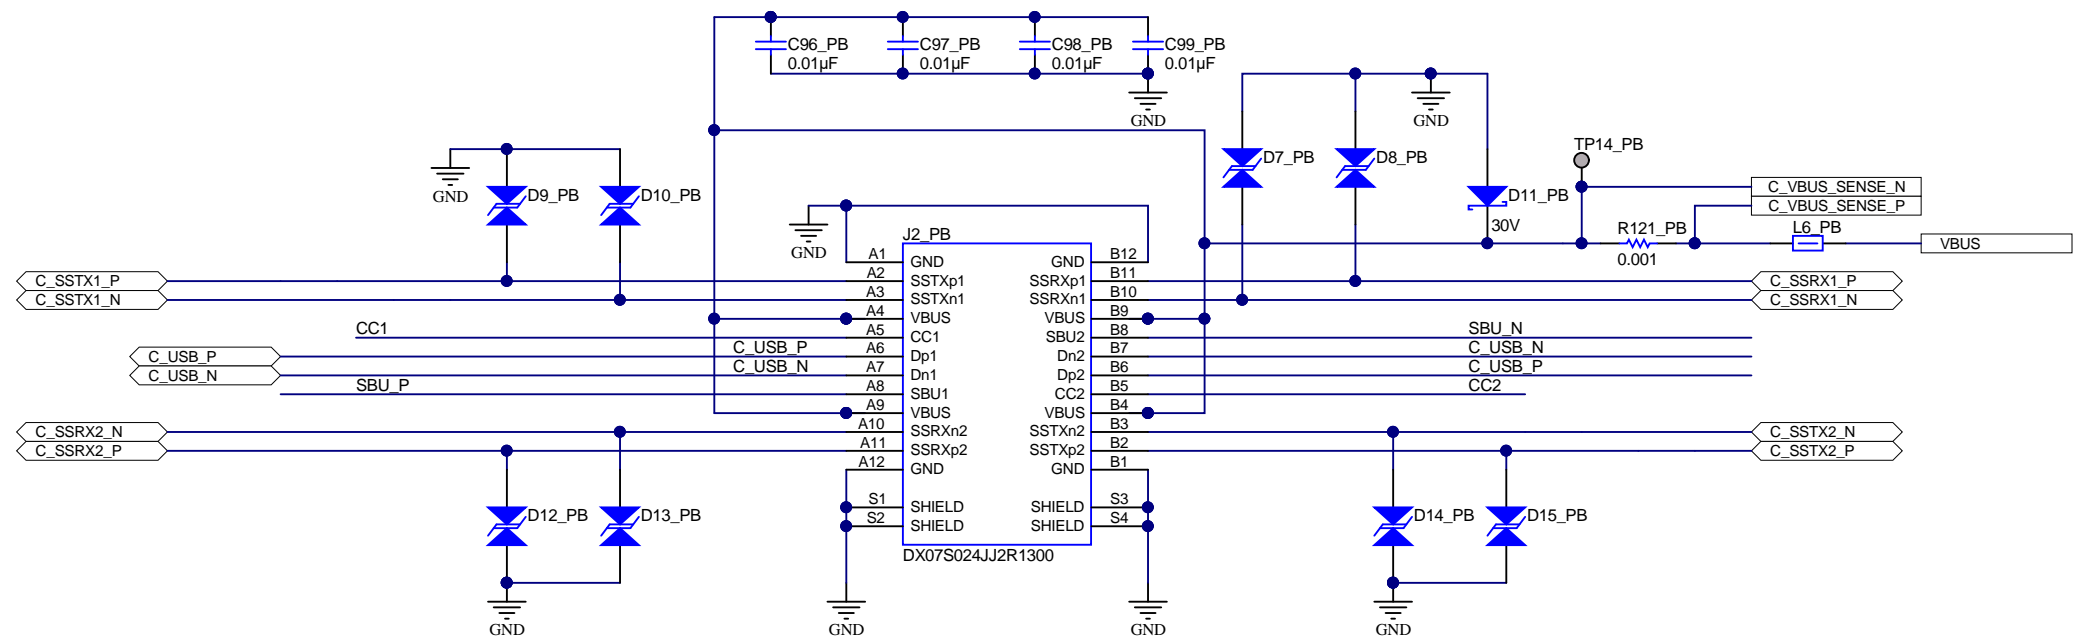 C96_PB
0.01µF
C97_PB
0.01µF
C98_PB
0.01µF
C99_PB
0.01µF
GND
GND
D9_PB
D10_PB
GND
D7_PB
D8_PB
GND
D11_PB
30V
TP14_PB
C_VBUS_SENSE_N
C_VBUS_SENSE_P
R121_PB
0.001
L6_PB
VBUS
GND
J2_PB
A1 GND GND B12
C_SSTX1_P A2 SSTXp1 SSRXp1 B11 C_SSRX1_P
C_SSTX1_N A3 SSTXn1 SSRXn1 B10 C_SSRX1_N
A4 VBUS VBUS B9
CC1 A5 CC1 SBU2 B8 SBU_N
C_USB_P C_USB_P A6 Dp1 Dn2 B7 C_USB_N
C_USB_N C_USB_N A7 Dn1 Dp2 B6 C_USB_P
SBU_P A8 SBU1 CC2 B5 CC2
A9 VBUS VBUS B4
C_SSRX2_N A10 SSRXn2 SSTXn2 B3 C_SSTX2_N
C_SSRX2_P A11 SSRXp2 SSTXp2 B2 C_SSTX2_P
A12 GND GND B1
S1 SHIELD SHIELD S3
S2 SHIELD SHIELD S4
DX07S024JJ2R1300
D12_PB
D13_PB
D14_PB
D15_PB
GND
GND
GND
GND